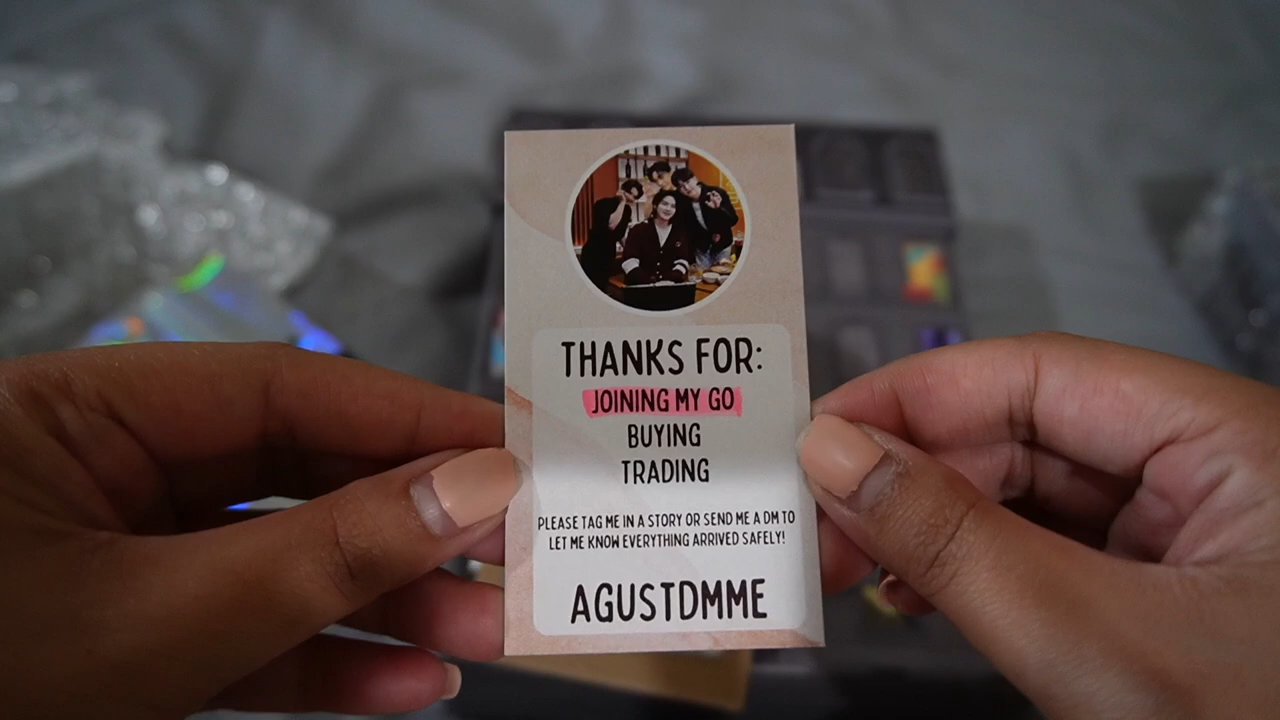 THANKS FOR:
JOINING MY GO
BUYING
TRADING
PLEASE TAG ME IN A STORY OR SEND ME A DM TO
LET ME KNOW EVERYTHING ARRIVED SAFELY!
AGUSTDMME